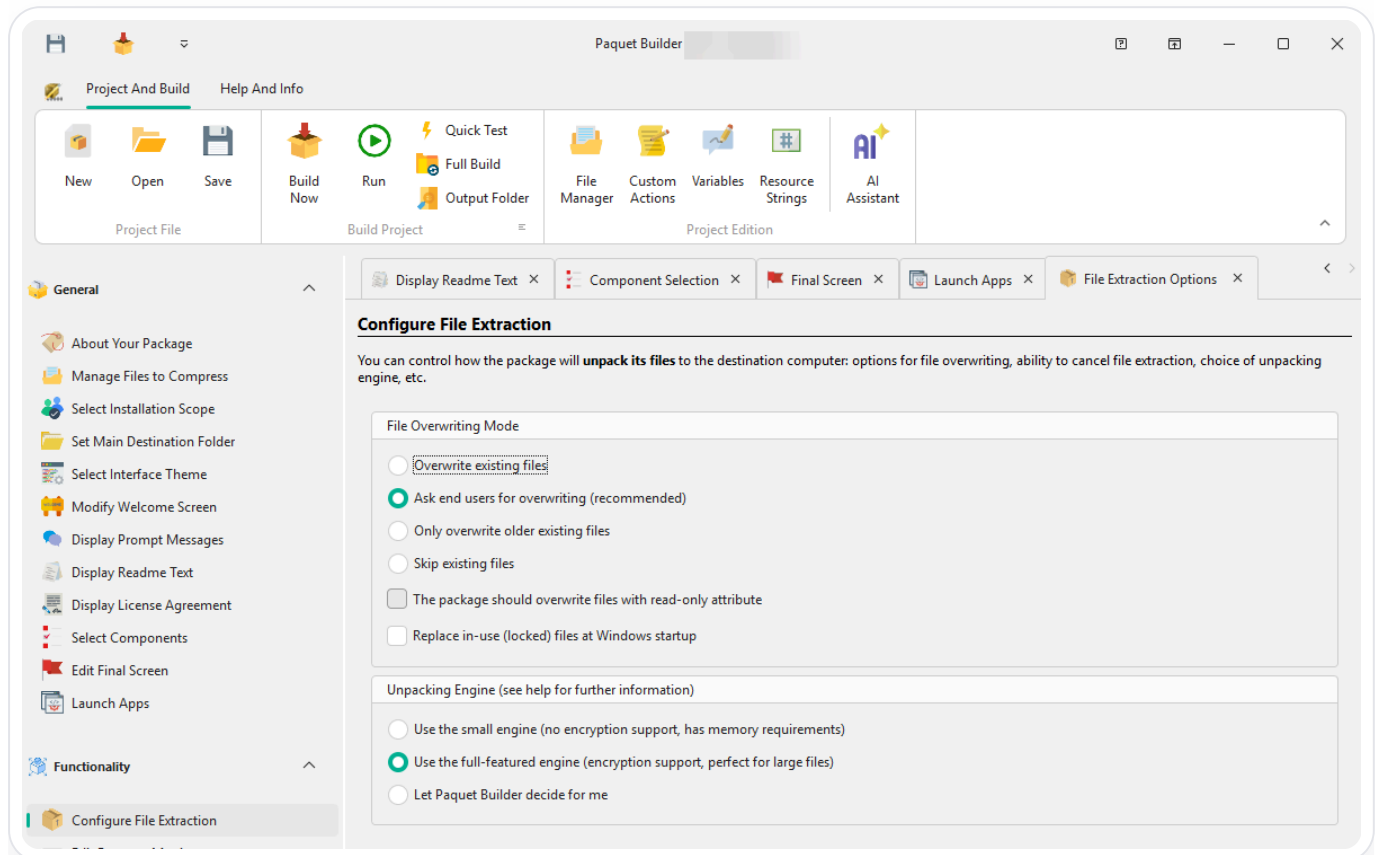 Paquet Builder
Project And Build
Help And Info
Quick Test
Full Build
Output Folder
New
Open
Save
Build Now
Run
File Manager
Custom Actions
Variables
Resource Strings
AI
AI Assistant
Project File
Build Project
Project Edition
General
About Your Package
Manage Files to Compress
Select Installation Scope
Set Main Destination Folder
Select Interface Theme
Modify Welcome Screen
Display Prompt Messages
Display Readme Text
Display License Agreement
Select Components
Edit Final Screen
Launch Apps
Functionality
Configure File Extraction
Display Readme Text
Component Selection
Final Screen
Launch Apps
File Extraction Options
Configure File Extraction
You can control how the package will unpack its files to the destination computer: options for file overwriting, ability to cancel file extraction, choice of unpacking
engine, etc.
File Overwriting Mode
Overwrite existing files
Ask end users for overwriting (recommended)
Only overwrite older existing files
Skip existing files
The package should overwrite files with read-only attribute
Replace in-use (locked) files at Windows startup
Unpacking Engine (see help for further information)
Use the small engine (no encryption support, has memory requirements)
Use the full-featured engine (encryption support, perfect for large files)
Let Paquet Builder decide for me